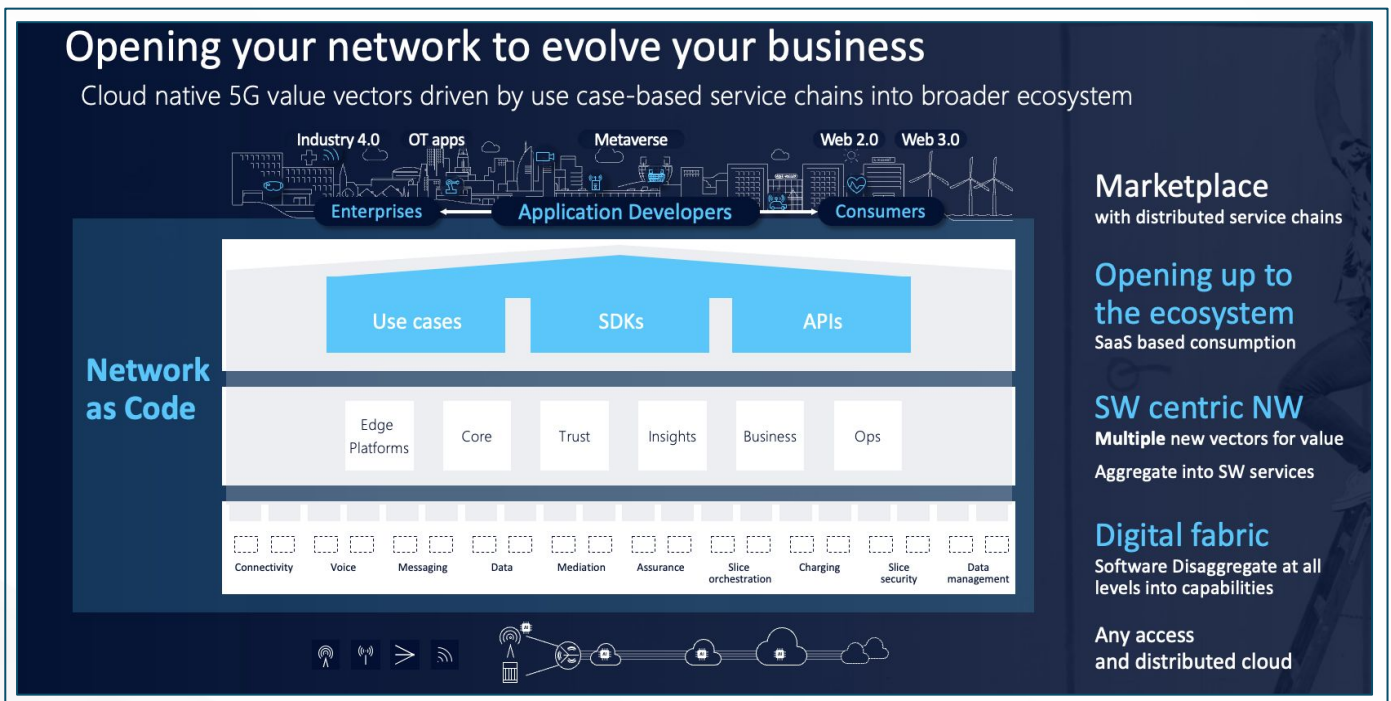 Opening your network to evolve your business
Cloud native 5G value vectors driven by use case-based service chains into broader ecosystem
Industry 4.0
OT apps
Metaverse
Web 2.0
Web 3.0
Enterprises
Application Developers
Consumers
Network
as Code
Use cases
SDKs
APIs
Edge
Platforms
Core
Trust
Insights
Business
Ops
Connectivity
Voice
Messaging
Data
Mediation
Assurance
Slice
orchestration
Charging
Slice
security
Data
management
AI
AI
AI
AI
Marketplace
with distributed service chains
Opening up to
the ecosystem
SaaS based consumption
SW centric NW
Multiple new vectors for value
Aggregate into SW services
Digital fabric
Software Disaggregate at all
levels into capabilities
Any access
and distributed cloud